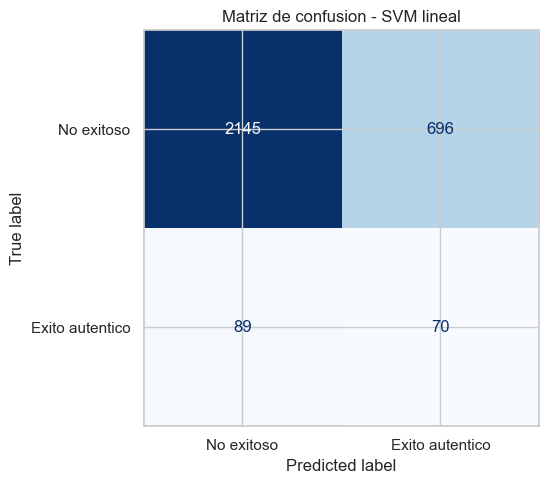 Matriz de confusion - SVM lineal
True label
No exitoso
2145
696
Exito autentico
89
70
No exitoso
Exito autentico
Predicted label